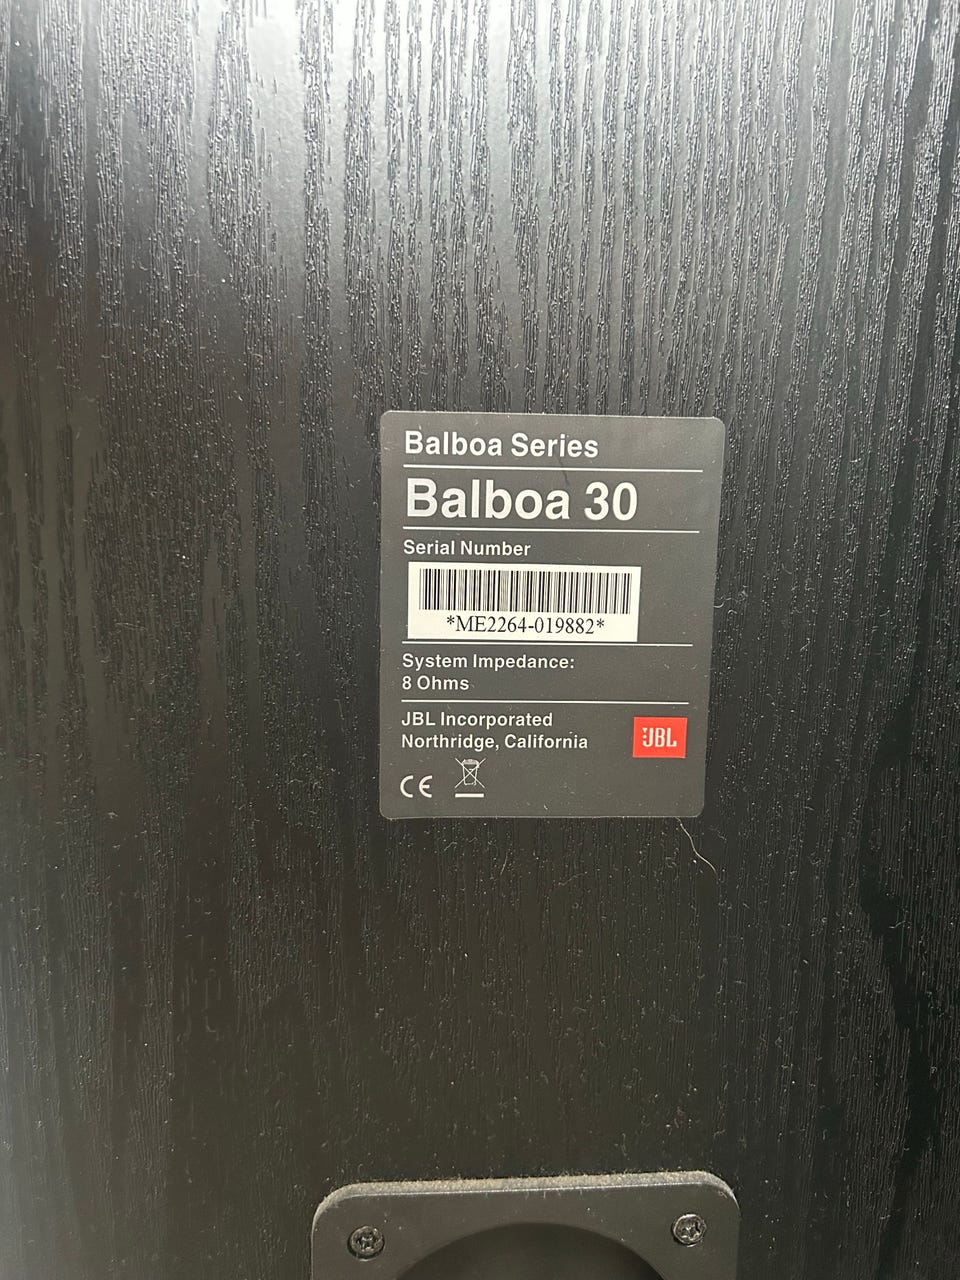 Balboa Series
Balboa 30
Serial Number
*ME2264-019882*
System Impedance:
8 Ohms
JBL Incorporated
Northridge, California
JBL
CE